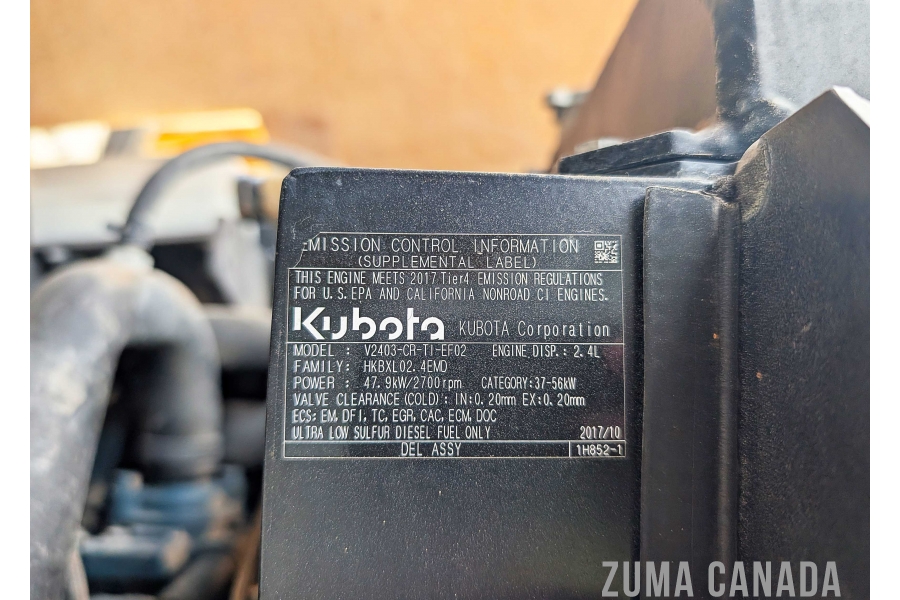 EMISSION CONTROL INFORMATION
(SUPPLEMENTAL LABEL)
THIS ENGINE MEETS 2017 Tier4 EMISSION REGULATIONS
FOR U.S.EPA AND CALIFORNIA NONROAD CI ENGINES.
Kubota KUBOTA Corporation
MODEL : V2403-CR-TI-EF02 ENGINE DISP.: 2.4L
FAMILY: HKBXL02.4EMD
POWER : 47.9kW/2700rpm CATEGORY:37-56kW
VALVE CLEARANCE(COLD): IN:0.20mm EX:0.20mm
ECS: EM, DFI, TC, EGR, CAC, ECM, DOC
ULTRA LOW SULFUR DIESEL FUEL ONLY 2017/10
DEL ASSY 1H852-1
ZUMA CANADA